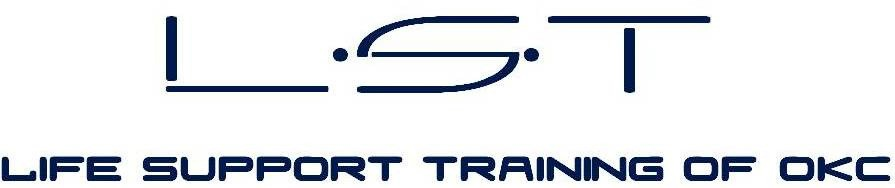 L·S·T
LIFE SUPPORT TRAINING OF OKC